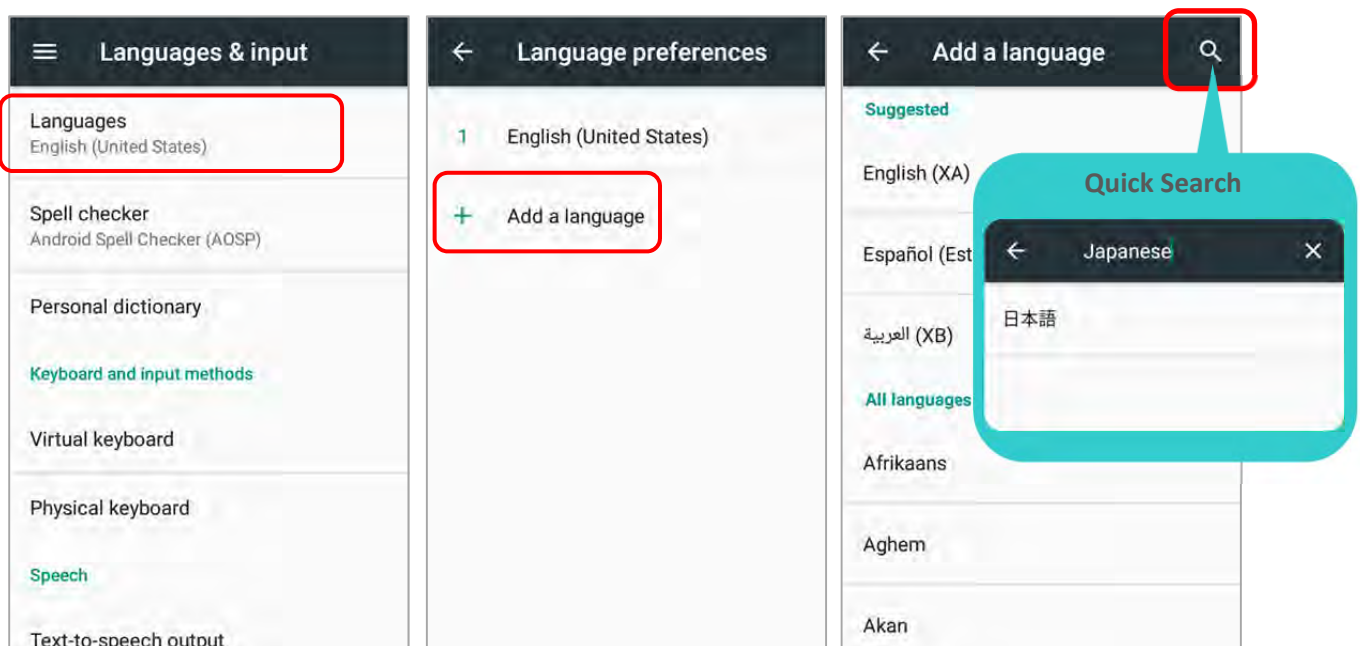 Languages & input
Languages
English (United States)
Spell checker
Android Spell Checker (AOSP)
Personal dictionary
Keyboard and input methods
Virtual keyboard
Physical keyboard
Speech
Text-to-speech output
Language preferences
1 English (United States)
+ Add a language
Add a language
Suggested
English (XA)
Español (Est
العربية (XB)
All languages
Afrikaans
Aghem
Akan
Quick Search
Japanese
日本語